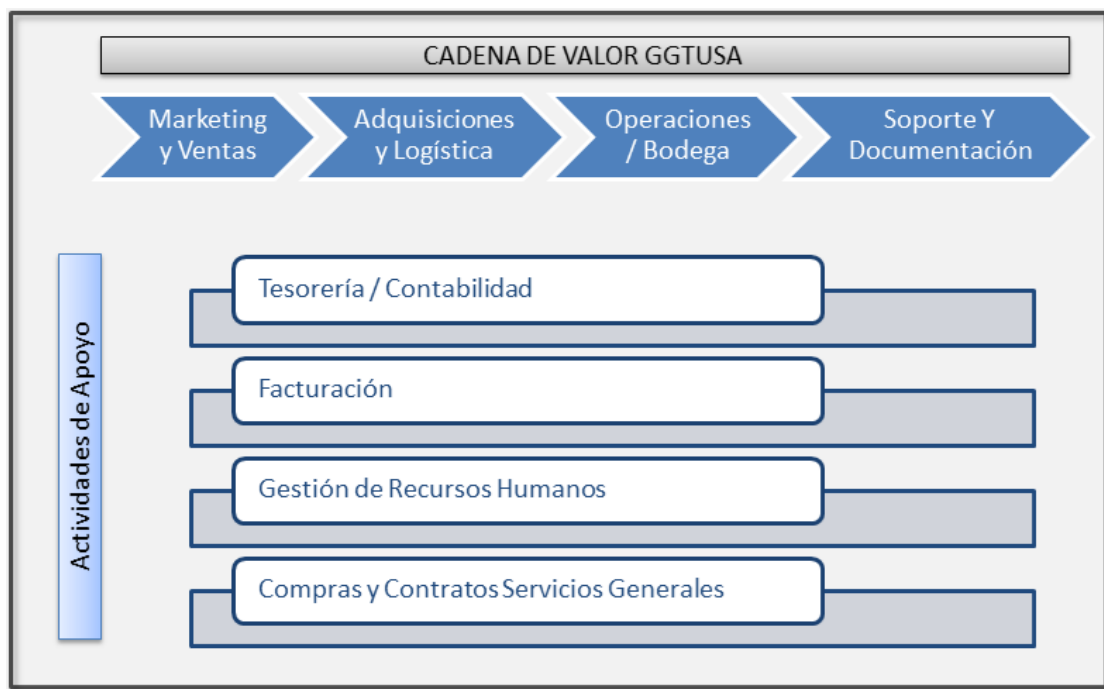 CADENA DE VALOR GGTUSA
Marketing
y Ventas
Adquisiciones
y Logística
Operaciones
/ Bodega
Soporte Y
Documentación
Actividades de Apoyo
Tesorería / Contabilidad
Facturación
Gestión de Recursos Humanos
Compras y Contratos Servicios Generales